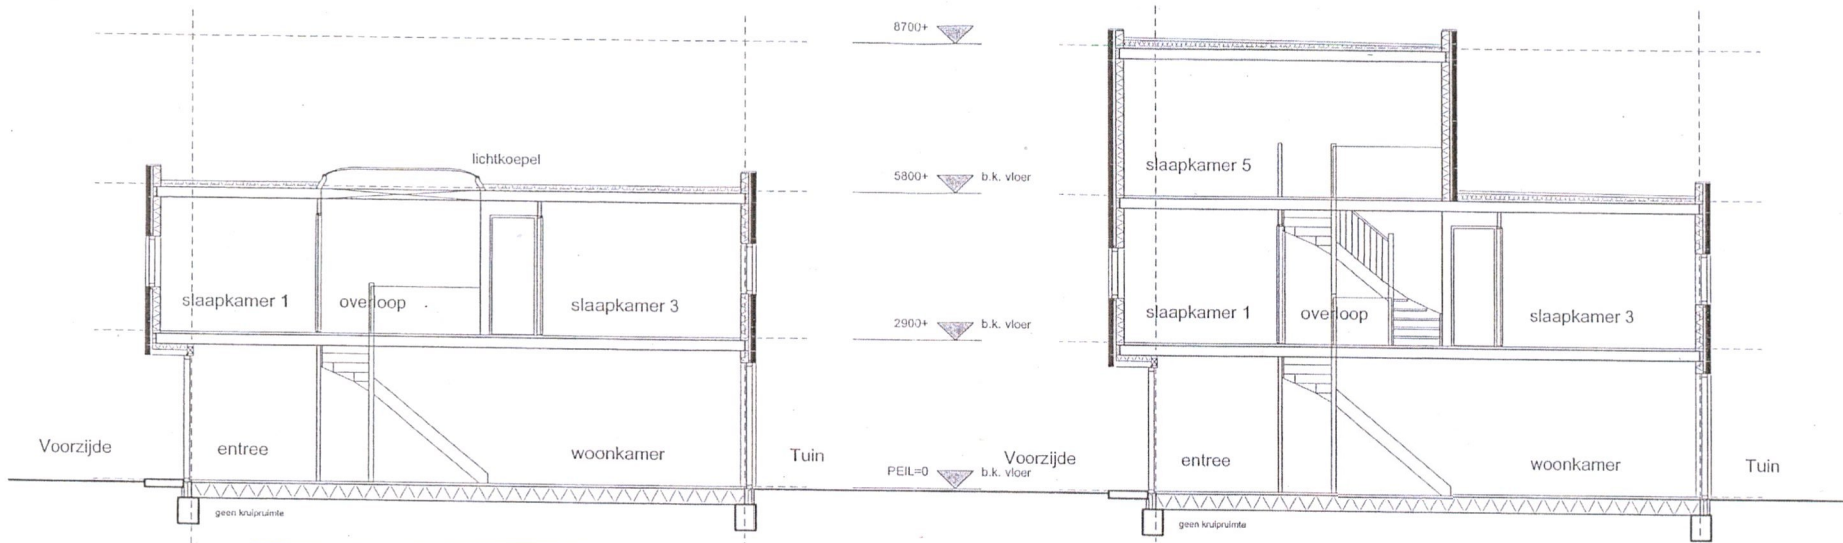 lichtkoepel
slaapkamer 1
overloop
slaapkamer 3
Voorzijde
entree
woonkamer
Tuin
geen kruipruimte
8700+
5800+ b.k. vloer
2900+ b.k. vloer
PEIL=0 b.k. vloer
slaapkamer 5
slaapkamer 1
overloop
slaapkamer 3
Voorzijde
entree
woonkamer
Tuin
geen kruipruimte